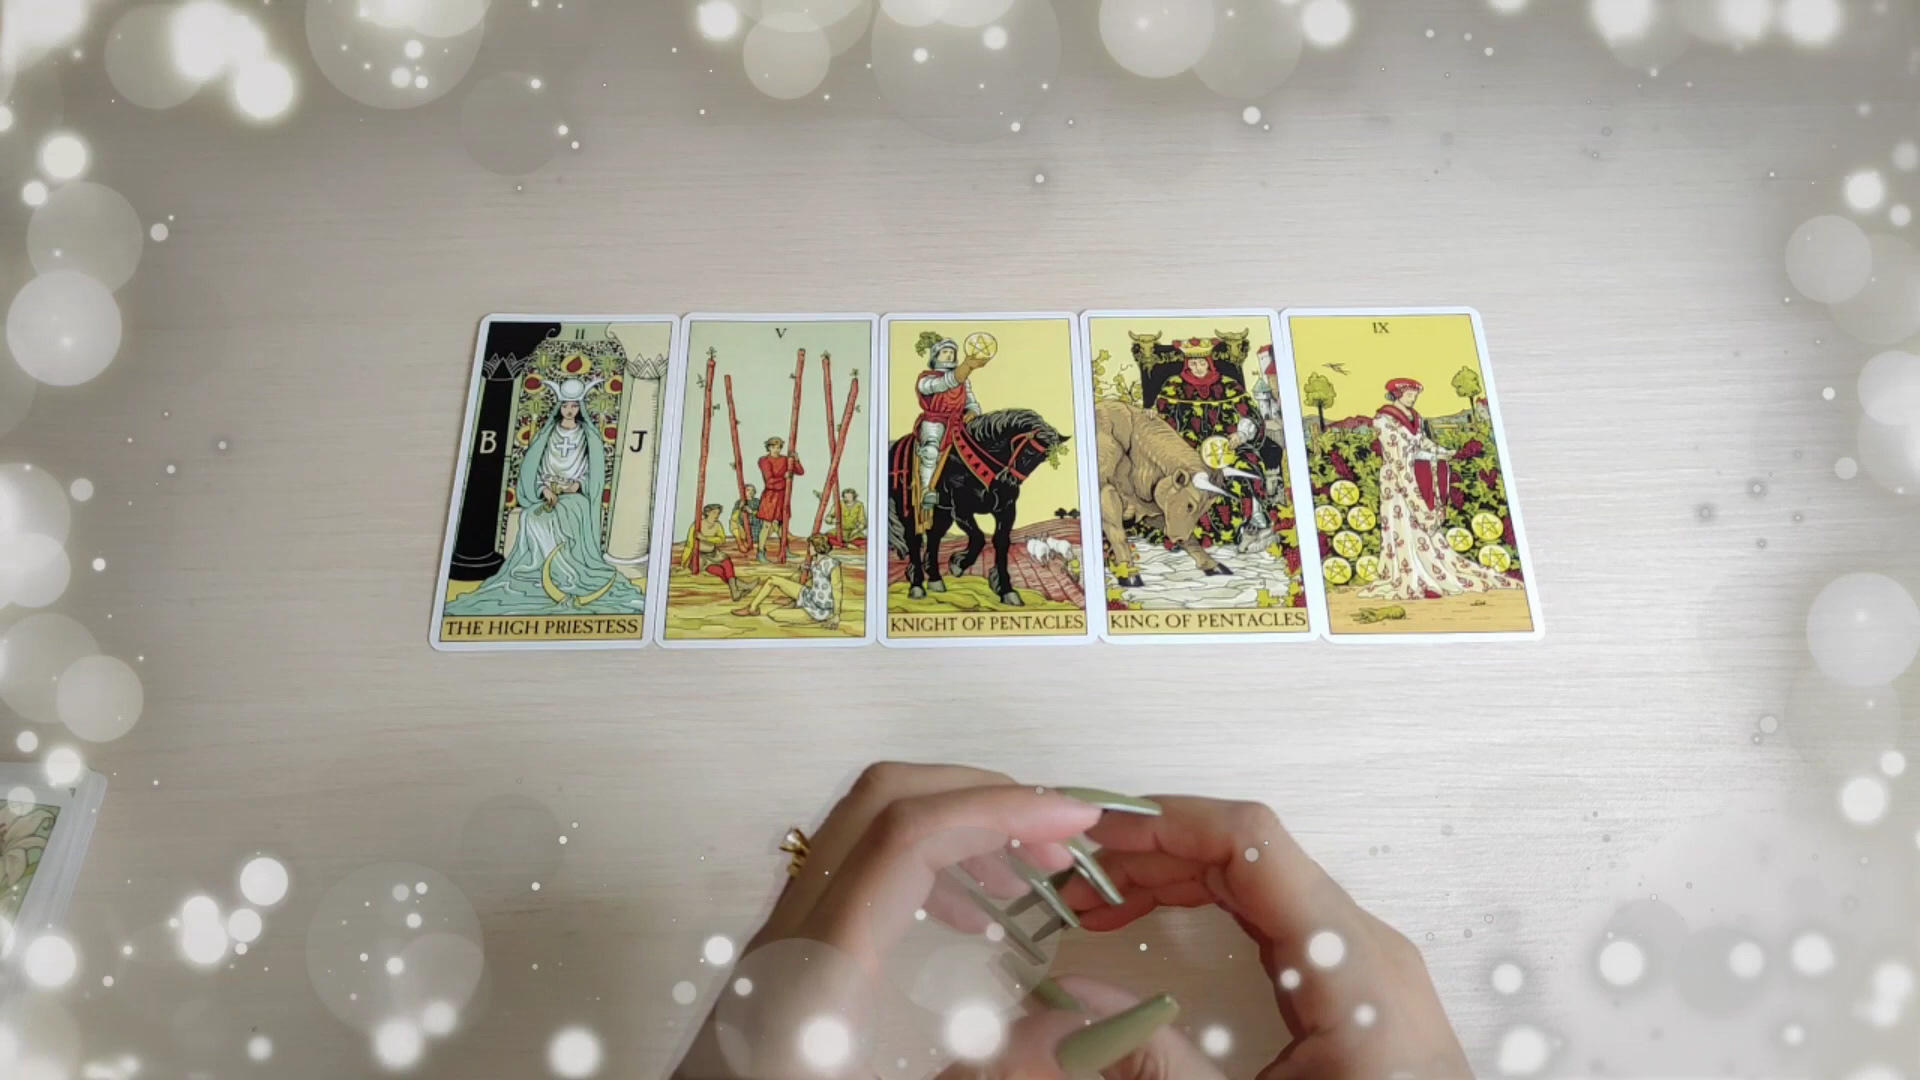 II
B
J
THE HIGH PRIESTESS
V
KNIGHT OF PENTACLES
KING OF PENTACLES
IX